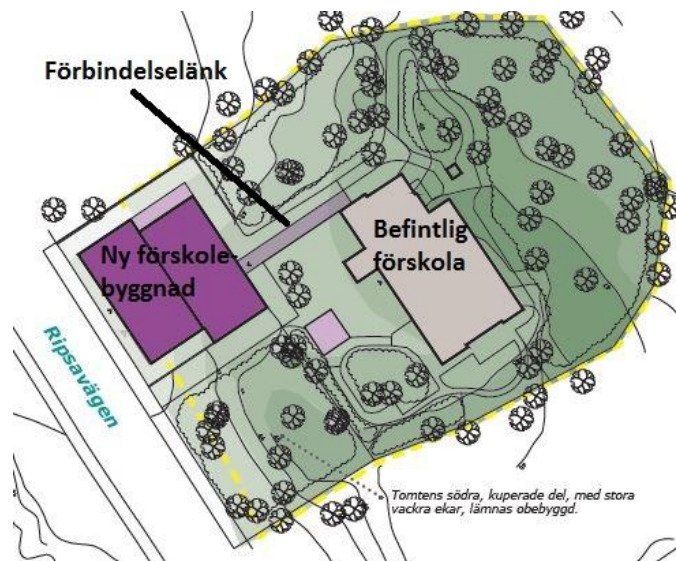 Förbindelselänk
Ny förskole-
byggnad
Befintlig
förskola
Ripsavägen
Tomtens södra, kuperade del, med stora
vackra ekar, lämnas obebyggd.